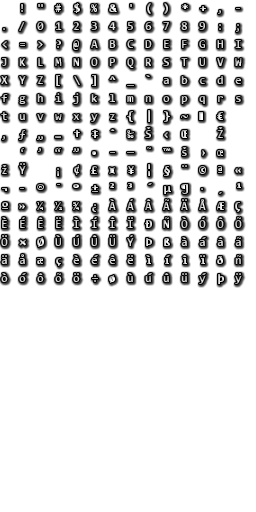 ! " # $ % & ' ( ) * + , -
. / 0 1 2 3 4 5 6 7 8 9 : ;
< = > ? @ A B C D E F G H I
J K L M N O P Q R S T U V W
X Y Z [ \ ] ^ _ ` a b c d e
f g h i j k l m n o p q r s
t u v w x y z { | } ~ ▯ €
‚ ƒ „ … † ‡ ˆ ‰ Š ‹ Œ Ž
‘ ’ “ ” • – — ˜ ™ š › œ
ž Ÿ ¡ ¢ £ ¤ ¥ ¦ § ¨ © ª «
¬ - ® ¯ ° ± ² ³ ´ µ ¶ · ¸ ¹
º » ¼ ½ ¾ ¿ À Á Â Ã Ä Å Æ Ç
È É Ê Ë Ì Í Î Ï Ð Ñ Ò Ó Ô Õ
Ö × Ø Ù Ú Û Ü Ý Þ ß à á â ã
ä å æ ç è é ê ë ì í î ï ð ñ
ò ó ô õ ö ÷ ø ù ú û ü ý þ ÿ